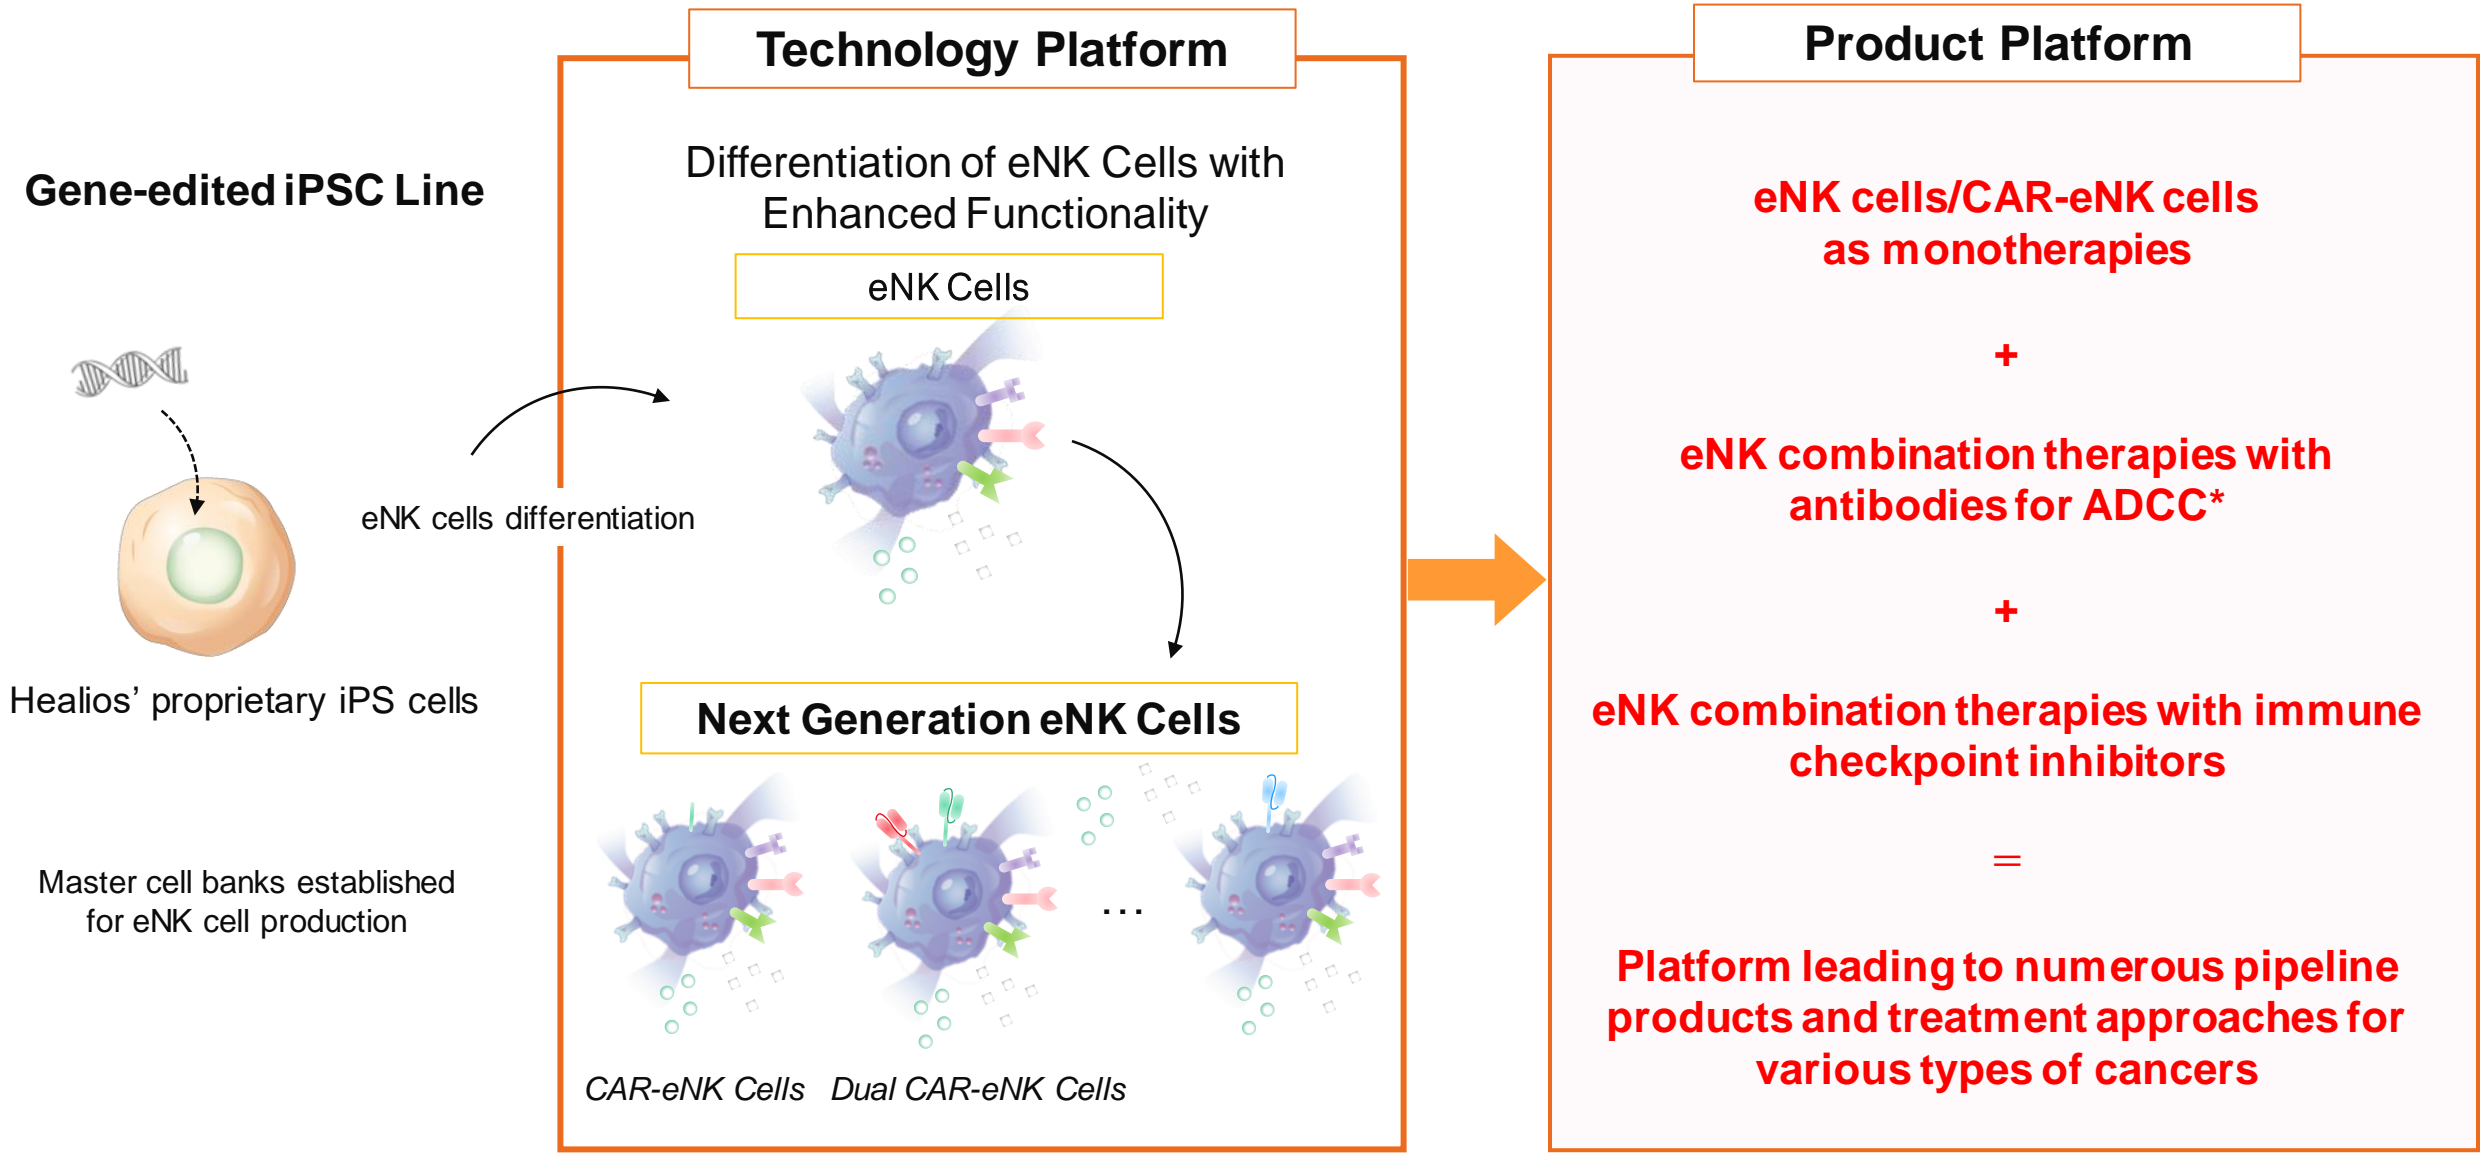 Gene-edited iPSC Line
Healios’ proprietary iPS cells
Master cell banks established
for eNK cell production
eNK cells differentiation
Technology Platform
Differentiation of eNK Cells with
Enhanced Functionality
eNK Cells
Next Generation eNK Cells
...
CAR-eNK Cells
Dual CAR-eNK Cells
Product Platform
eNK cells/CAR-eNK cells
as monotherapies
+
eNK combination therapies with
antibodies for ADCC*
+
eNK combination therapies with immune
checkpoint inhibitors
=
Platform leading to numerous pipeline
products and treatment approaches for
various types of cancers